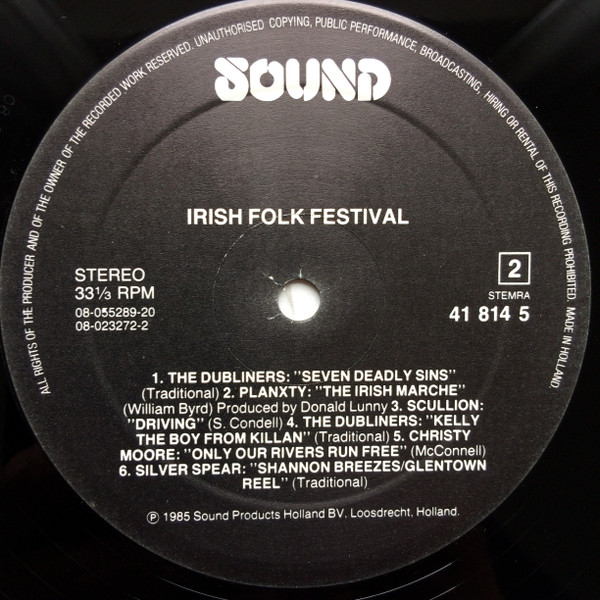 ALL RIGHTS OF THE PRODUCER AND OF THE OWNER OF THE RECORDED WORK RESERVED. UNAUTHORISED COPYING, PUBLIC PERFORMANCE, BROADCASTING, HIRING OR RENTAL OF THIS RECORDING PROHIBITED. MADE IN HOLLAND.
SOUND
IRISH FOLK FESTIVAL
STEREO
33⅓ RPM
08-055289-20
08-023272-2
2
STEMRA
41 814 5
1. THE DUBLINERS: "SEVEN DEADLY SINS"
(Traditional) 2. PLANXTY: "THE IRISH MARCHE"
(William Byrd) Produced by Donald Lunny 3. SCULLION:
"DRIVING" (S. Condell) 4. THE DUBLINERS: "KELLY
THE BOY FROM KILLAN" (Traditional) 5. CHRISTY
MOORE: "ONLY OUR RIVERS RUN FREE" (McConnell)
6. SILVER SPEAR: "SHANNON BREEZES/GLENTOWN
REEL" (Traditional)
℗ 1985 Sound Products Holland BV. Loosdrecht, Holland.